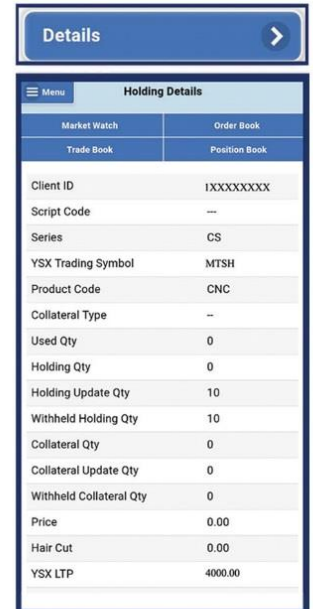 Details
Menu
Holding Details
Market Watch Order Book
Trade Book Position Book
Client ID 1XXXXXXXX
Script Code ---
Series CS
YSX Trading Symbol MTSH
Product Code CNC
Collateral Type --
Used Qty 0
Holding Qty 0
Holding Update Qty 10
Withheld Holding Qty 10
Collateral Qty 0
Collateral Update Qty 0
Withheld Collateral Qty 0
Price 0.00
Hair Cut 0.00
YSX LTP 4000.00